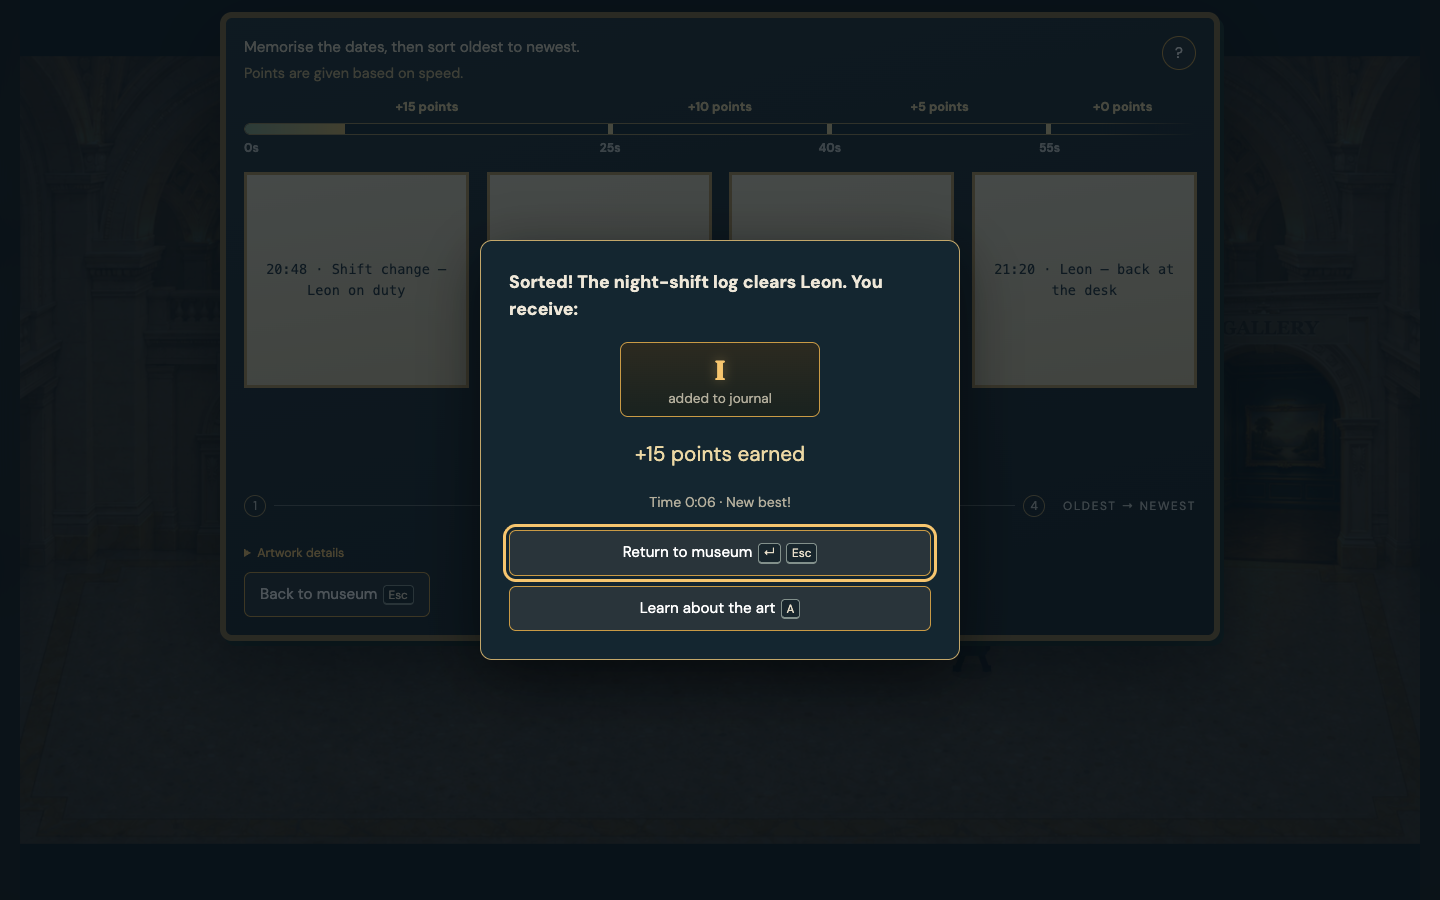 Memorise the dates, then sort oldest to newest.
Points are given based on speed.
?
+15 points
+10 points
+5 points
+0 points
0s
25s
40s
55s
20:48 · Shift change —
Leon on duty
21:20 · Leon — back at
the desk
GALLERY
Sorted! The night-shift log clears Leon. You
receive:
I
added to journal
+15 points earned
Time 0:06 · New best!
Return to museum ↵ Esc
Learn about the art A
1
4
OLDEST → NEWEST
▶ Artwork details
Back to museum Esc